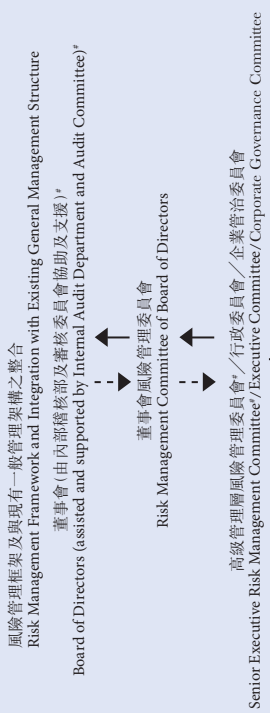 風險管理框架及與現有一般管理架構之整合
Risk Management Framework and Integration with Existing General Management Structure
董事會(由內部稽核部及審核委員會協助及支援)#
Board of Directors (assisted and supported by Internal Audit Department and Audit Committee)#
董事會風險管理委員會
Risk Management Committee of Board of Directors
高級管理層風險管理委員會#／行政委員會／企業管治委員會
Senior Executive Risk Management Committee#/Executive Committee/Corporate Governance Committee